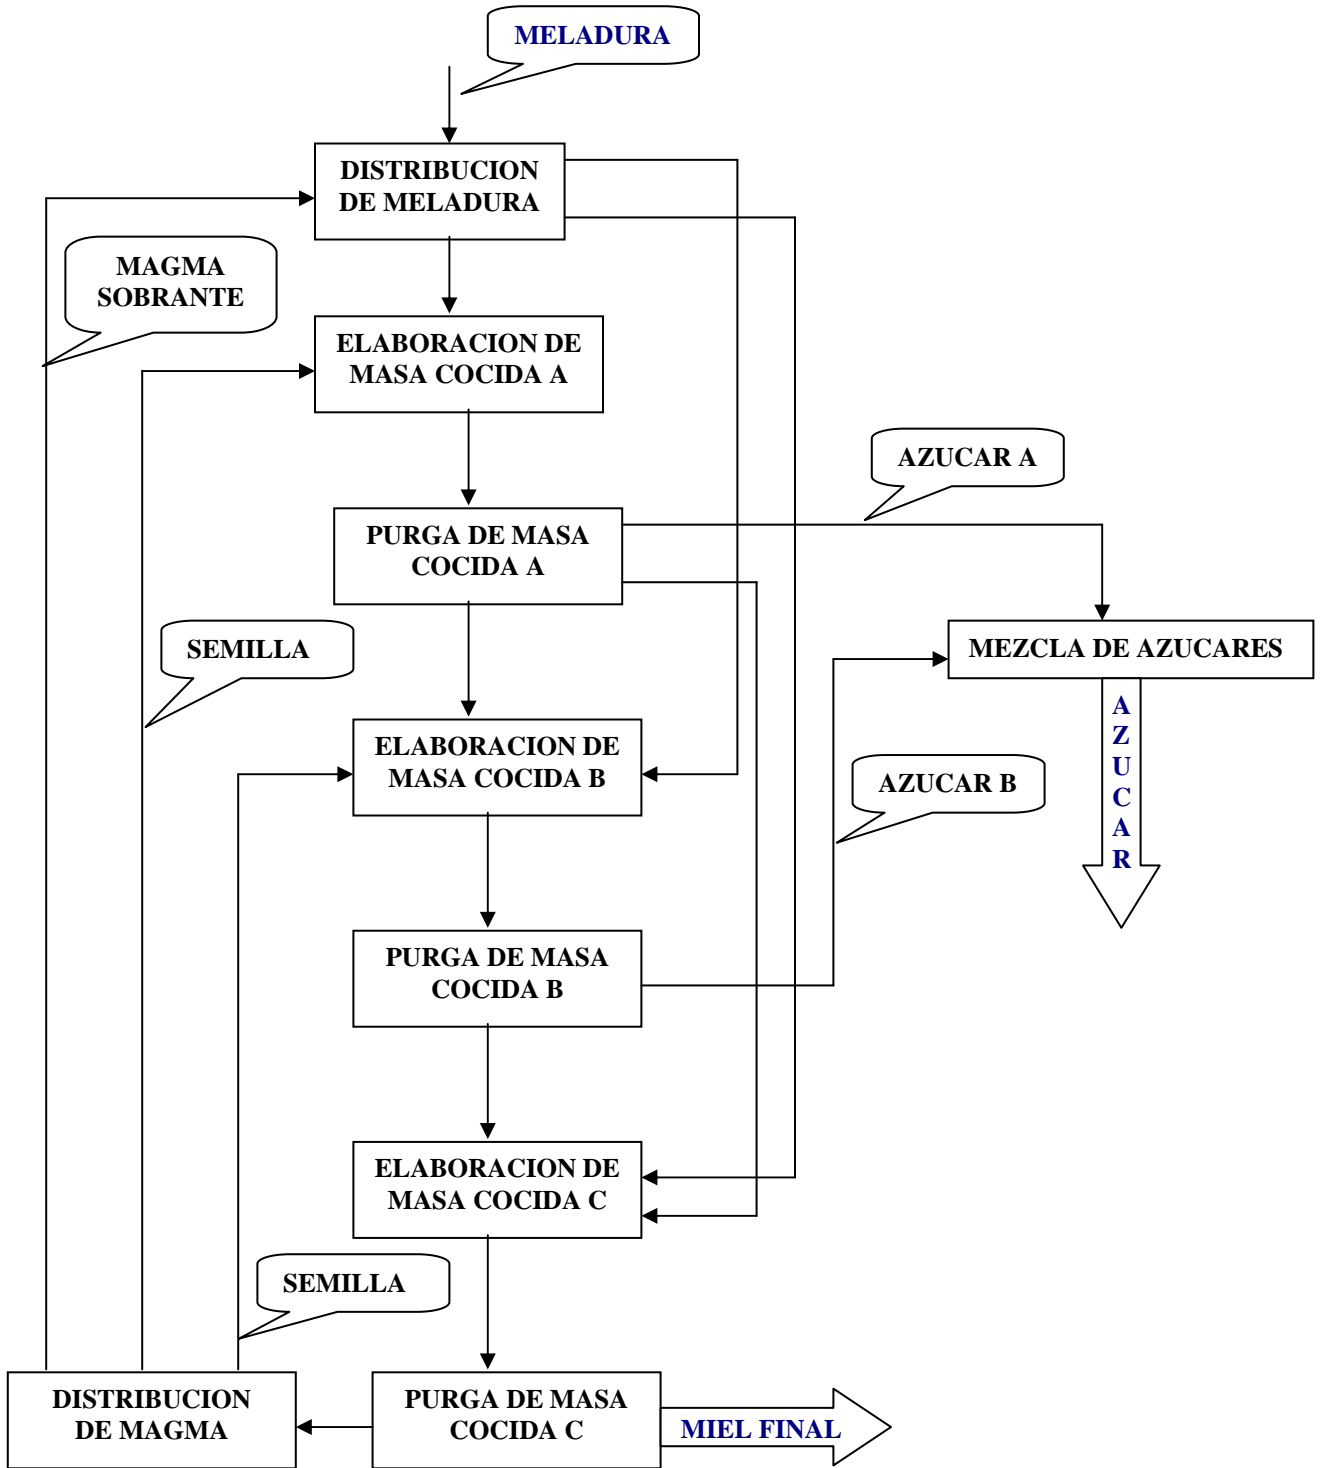 MELADURA
DISTRIBUCION
DE MELADURA
MAGMA
SOBRANTE
ELABORACION DE
MASA COCIDA A
AZUCAR A
PURGA DE MASA
COCIDA A
SEMILLA
MEZCLA DE AZUCARES
A
Z
U
C
A
R
ELABORACION DE
MASA COCIDA B
AZUCAR B
PURGA DE MASA
COCIDA B
ELABORACION DE
MASA COCIDA C
SEMILLA
DISTRIBUCION
DE MAGMA
PURGA DE MASA
COCIDA C
MIEL FINAL